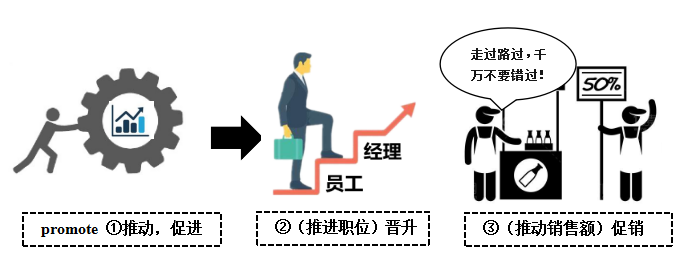 走过路过，千
万不要错过！
50%
经理
员工
promote ①推动，促进
②（推进职位）晋升
③（推动销售额）促销